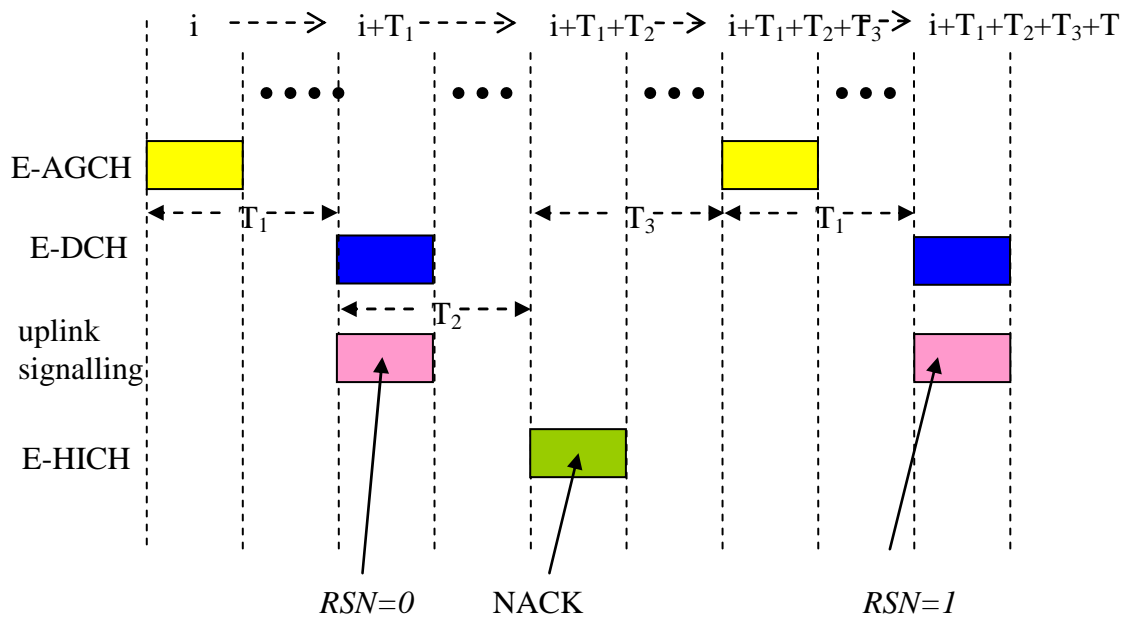 i i+T₁ i+T₁+T₂ i+T₁+T₂+T₃ i+T₁+T₂+T₃+T
E-AGCH
T₁ T₃ T₁
E-DCH
T₂
uplink
signalling
E-HICH
RSN=0 NACK RSN=1